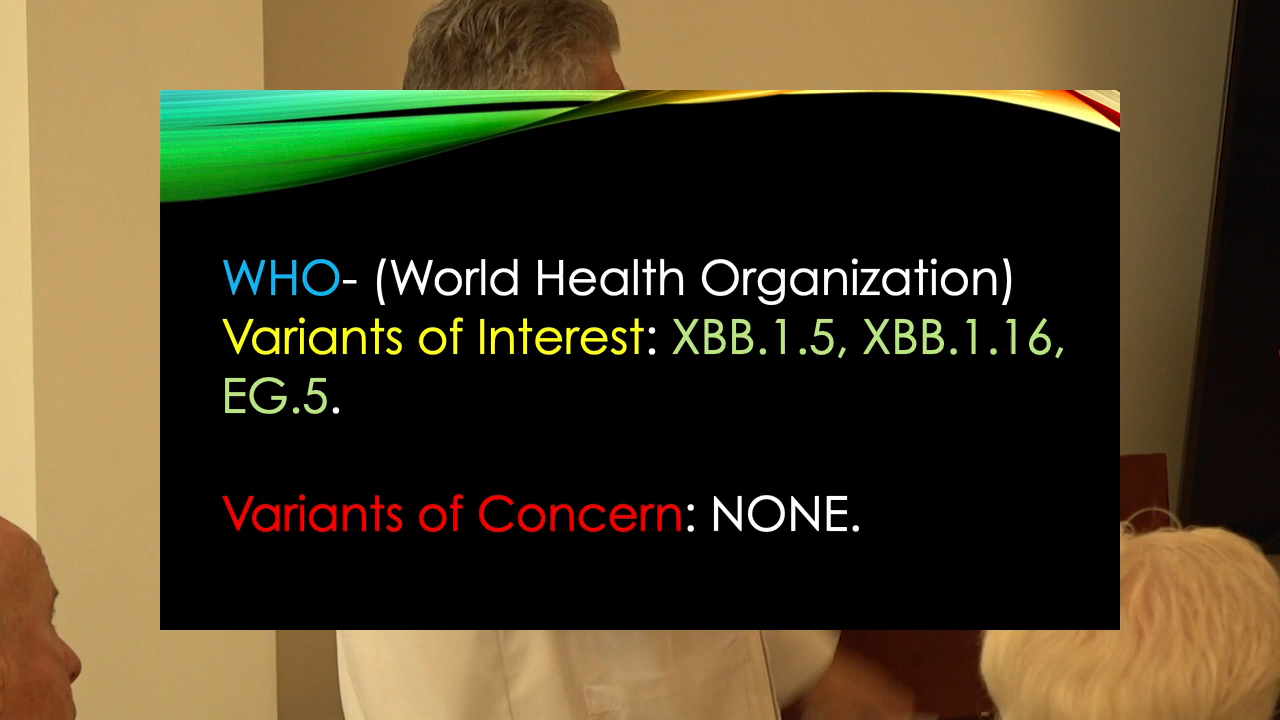 WHO- (World Health Organization)
Variants of Interest: XBB.1.5, XBB.1.16,
EG.5.

Variants of Concern: NONE.